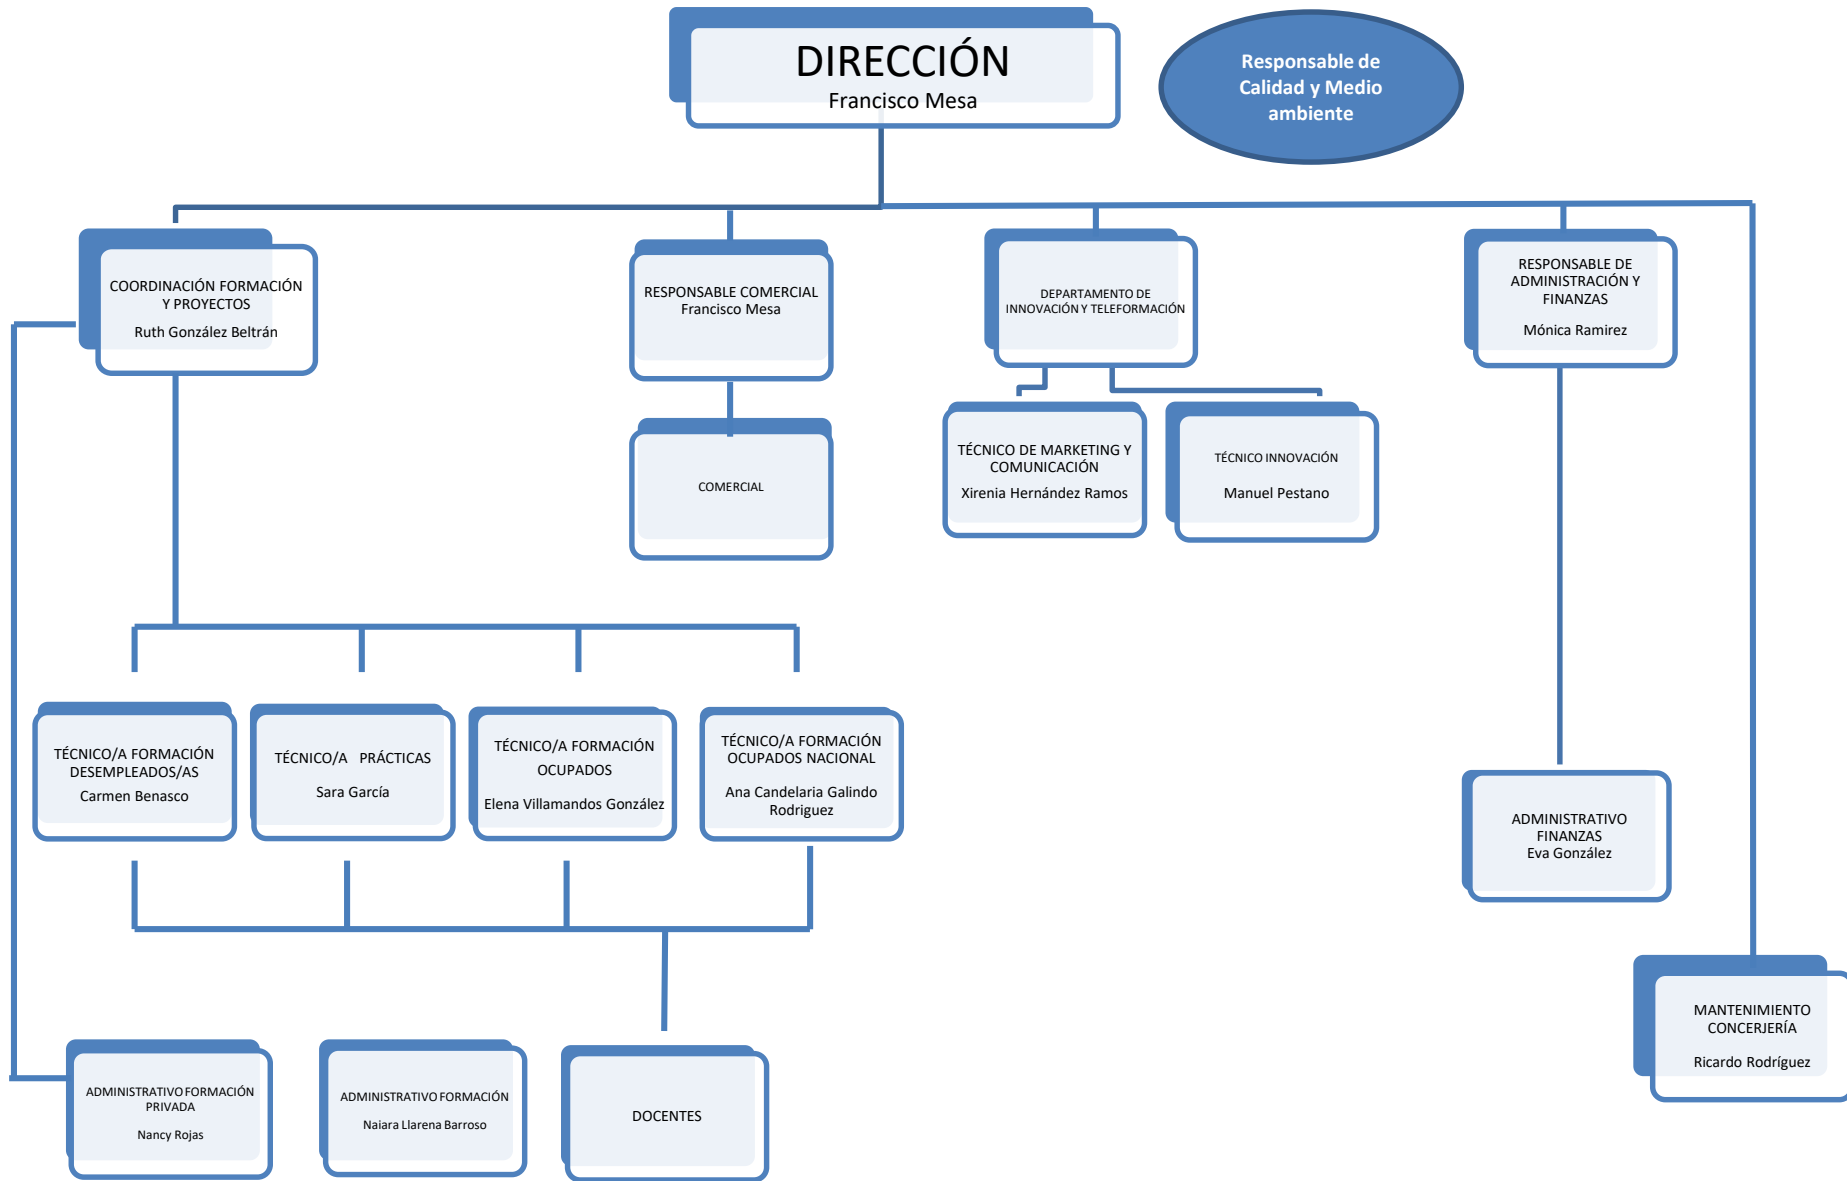 DIRECCIÓN
Francisco Mesa
Responsable de
Calidad y Medio
ambiente
COORDINACIÓN FORMACIÓN
Y PROYECTOS
Ruth González Beltrán
RESPONSABLE COMERCIAL
Francisco Mesa
DEPARTAMENTO DE
INNOVACIÓN Y TELEFORMACIÓN
RESPONSABLE DE
ADMINISTRACIÓN Y
FINANZAS
Mónica Ramirez
COMERCIAL
TÉCNICO DE MARKETING Y
COMUNICACIÓN
Xirenia Hernández Ramos
TÉCNICO INNOVACIÓN
Manuel Pestano
TÉCNICO/A FORMACIÓN
DESEMPLEADOS/AS
Carmen Benasco
TÉCNICO/A PRÁCTICAS
Sara García
TÉCNICO/A FORMACIÓN
OCUPADOS
Elena Villamandos González
TÉCNICO/A FORMACIÓN
OCUPADOS NACIONAL
Ana Candelaria Galindo
Rodriguez
ADMINISTRATIVO
FINANZAS
Eva González
MANTENIMIENTO
CONCERJERÍA
Ricardo Rodríguez
ADMINISTRATIVO FORMACIÓN
PRIVADA
Nancy Rojas
ADMINISTRATIVO FORMACIÓN
Naiara Llarena Barroso
DOCENTES